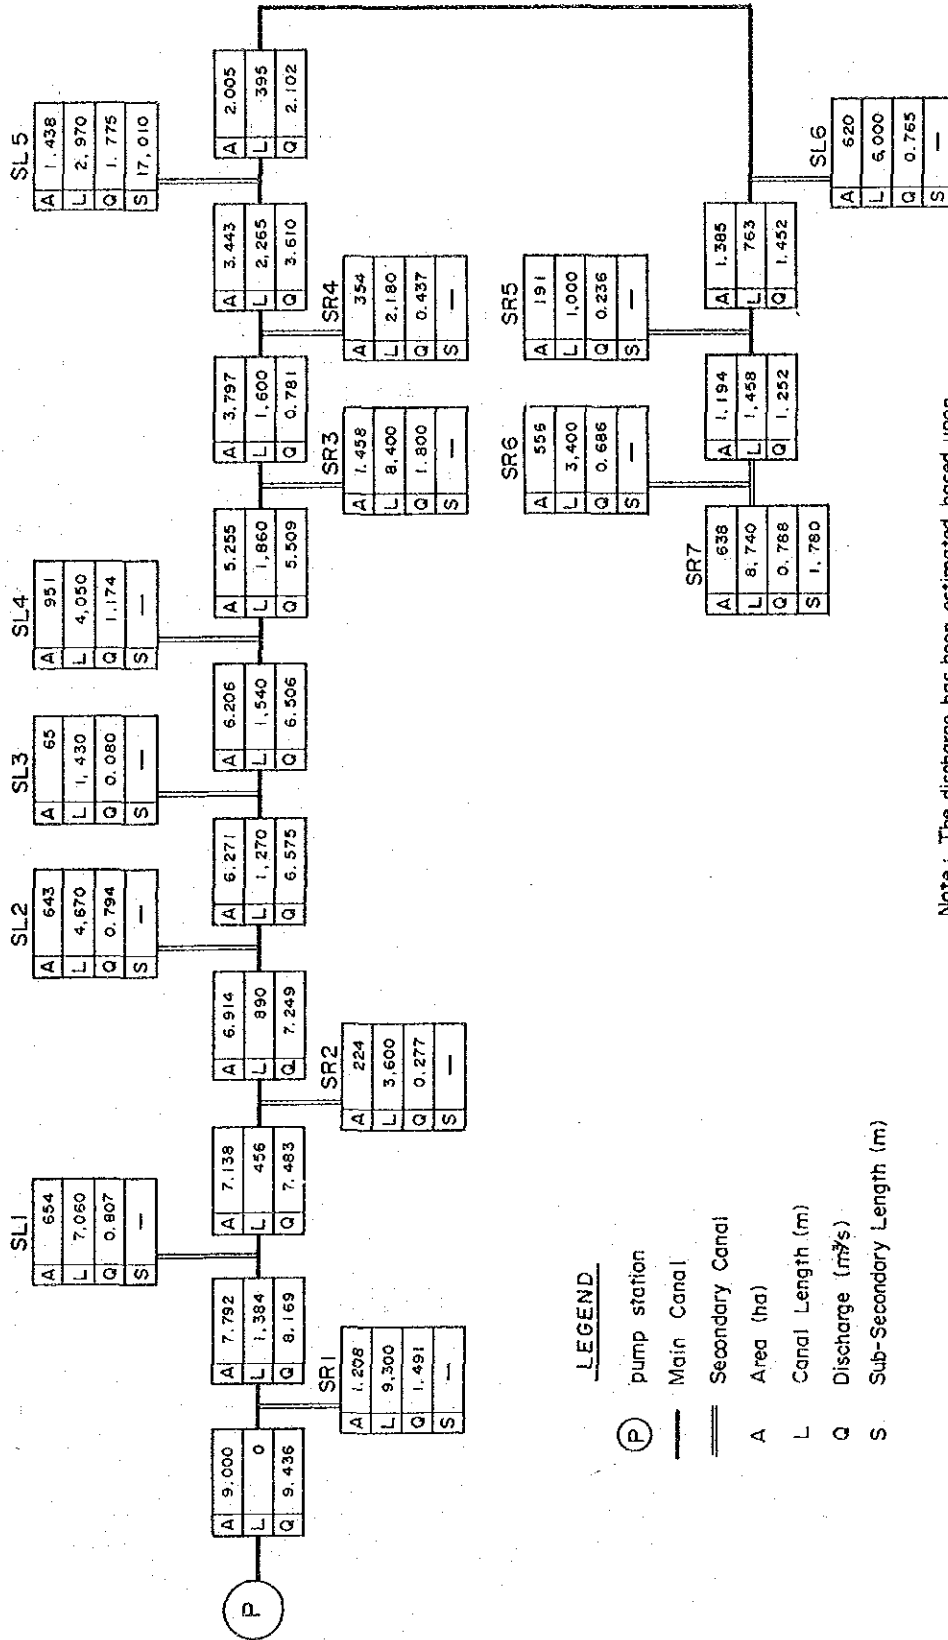 SL1
A 654
L 7,060
Q 0.807
S —
SL2
A 643
L 4,670
Q 0.794
S —
SL3
A 65
L 1,430
Q 0.080
S —
SL4
A 951
L 4,050
Q 1.174
S —
SL5
A 1.438
L 2,970
Q 1.775
S 17,010
P
A 9.000
L 0
Q 9.436
A 7.792
L 1,384
Q 8.169
A 7.138
L 456
Q 7.483
A 6.914
L 890
Q 7.249
A 6.271
L 1,270
Q 6.575
A 6.206
L 1,540
Q 6.506
A 5.255
L 1,860
Q 5.509
A 3.797
L 1,600
Q 0.781
A 3.443
L 2,265
Q 3.610
A 2.005
L 395
Q 2.102
SR1
A 1.208
L 9,300
Q 1.491
S —
SR2
A 224
L 3,600
Q 0.277
S —
SR3
A 1.458
L 8,400
Q 1.800
S —
SR4
A 354
L 2,180
Q 0.437
S —
SR6
A 556
L 3,400
Q 0.686
S —
SR5
A 191
L 1,000
Q 0.236
S —
SR7
A 638
L 8,740
Q 0.788
S 1,780
A 1.194
L 1,458
Q 1.252
A 1.385
L 763
Q 1.452
SL6
A 620
L 6,000
Q 0.765
S —
LEGEND
P pump station
Main Canal
Secondary Canal
A Area (ha)
L Canal Length (m)
Q Discharge (m³/s)
S Sub-Secondary Length (m)
Note: The discharge has been estimated based upon